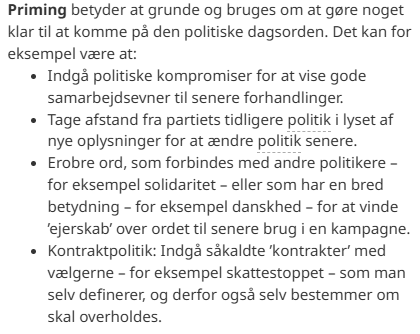 Priming betyder at grunde og bruges om at gøre noget
klar til at komme på den politiske dagsorden. Det kan for
eksempel være at:
• Indgå politiske kompromiser for at vise gode
samarbejdsevner til senere forhandlinger.
• Tage afstand fra partiets tidligere politik i lyset af
nye oplysninger for at ændre politik senere.
• Erobre ord, som forbindes med andre politikere –
for eksempel solidaritet – eller som har en bred
betydning – for eksempel danskhed – for at vinde
’ejerskab’ over ordet til senere brug i en kampagne.
• Kontraktpolitik: Indgå såkaldte ’kontrakter’ med
vælgerne – for eksempel skattestoppet – som man
selv definerer, og derfor også selv bestemmer om
skal overholdes.